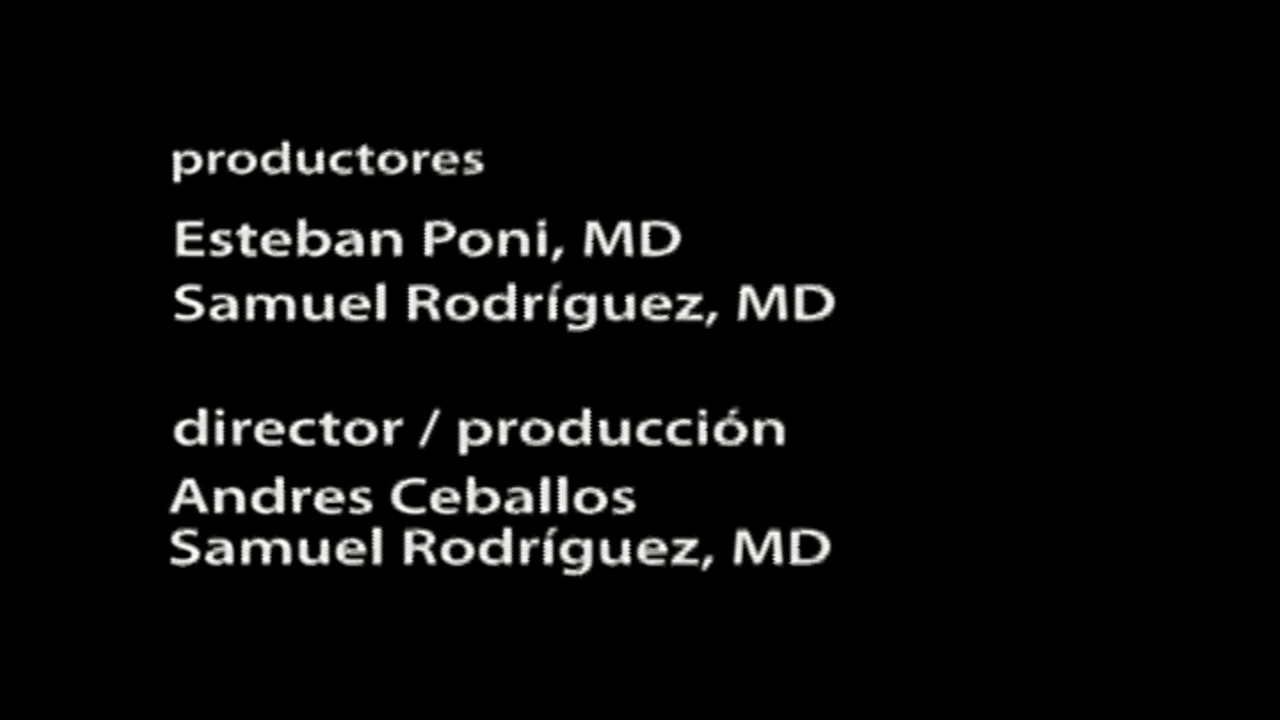 productores
Esteban Poni, MD
Samuel Rodríguez, MD
director / producción
Andres Ceballos
Samuel Rodríguez, MD